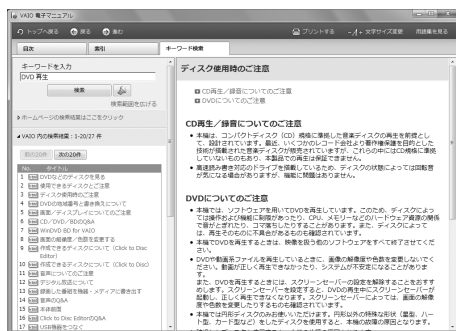 VAIO 電子マニュアル
トップへ戻る 戻る 進む
プリントする -／+ 文字サイズ変更 用語集を見る
目次 索引 キーワード検索
キーワードを入力
DVD 再生
検索
検索範囲を広げる
ホームページの検索結果はここをクリック
VAIO 内の検索結果：1-20/27 件
前の20件 次の20件
No. タイトル
1 DVDなどのディスクを見る
2 使用できるディスクとご注意
3 ディスク使用時のご注意
4 DVDの地域番号と書き換えについて
5 画面／ディスプレイについてのご注意
6 CD／DVD／BDのQ&A
7 WinDVD BD for VAIO
8 画面の解像度／色数を変更する
9 作成できるディスクについて (Click to Disc Editor)
10 作成できるディスクについて (Click to Disc)
11 音声についてのご注意
12 デジタル放送について
13 録画した番組を機器・メディアに書き出す
14 音声のQ&A
15 本体前面
16 Click to Disc EditorのQ&A
17 USB機器をつなぐ
ディスク使用時のご注意
CD再生／録音についてのご注意
DVDについてのご注意
CD再生／録音についてのご注意
本機は、コンパクトディスク（CD）規格に準拠した音楽ディスクの再生を前提とし
て、設計されています。最近、いくつかのレコード会社より著作権保護を目的とした
技術が搭載された音楽ディスクが販売されていますが、これらの中にはCD規格に準拠
していないものもあり、本製品での再生は保証できません。
高速読み書き対応のドライブを搭載しているため、ディスクの状態によっては回転音
が気になる場合がありますが、機能に問題はありません。
DVDについてのご注意
本機では、ソフトウェアを用いてDVDを再生しています。このため、ディスクによっ
ては操作および機能に制限があったり、CPU、メモリーなどのハードウェア資源の関係
で音がとぎれたり、コマ落ちしたりすることがあります。また、ディスクによって
は、再生そのものに不具合があるものも確認されています。
本機でDVDを再生するときは、映像を扱う他のソフトウェアをすべて終了させてくだ
さい。
DVDや動画系ファイルを再生しているときに、画像の解像度や色数を変更しないでく
ださい。動画が正しく再生できなかったり、システムが不安定になることがありま
す。
また、DVDを再生するときは、スクリーンセーバーの設定を解除することをおすす
めします。スクリーンセーバーを設定すると、DVDの再生中にスクリーンセーバーが
起動し、正しく再生できなくなります。スクリーンセーバーによっては、画面の解像
度や色数を変更したりするものも確認されています。
本機では円形ディスクのみお使いいただけます。円形以外の特殊な形状（星型、ハー
ト型、カード型など）をしたディスクを使用すると、本機の故障の原因となります。